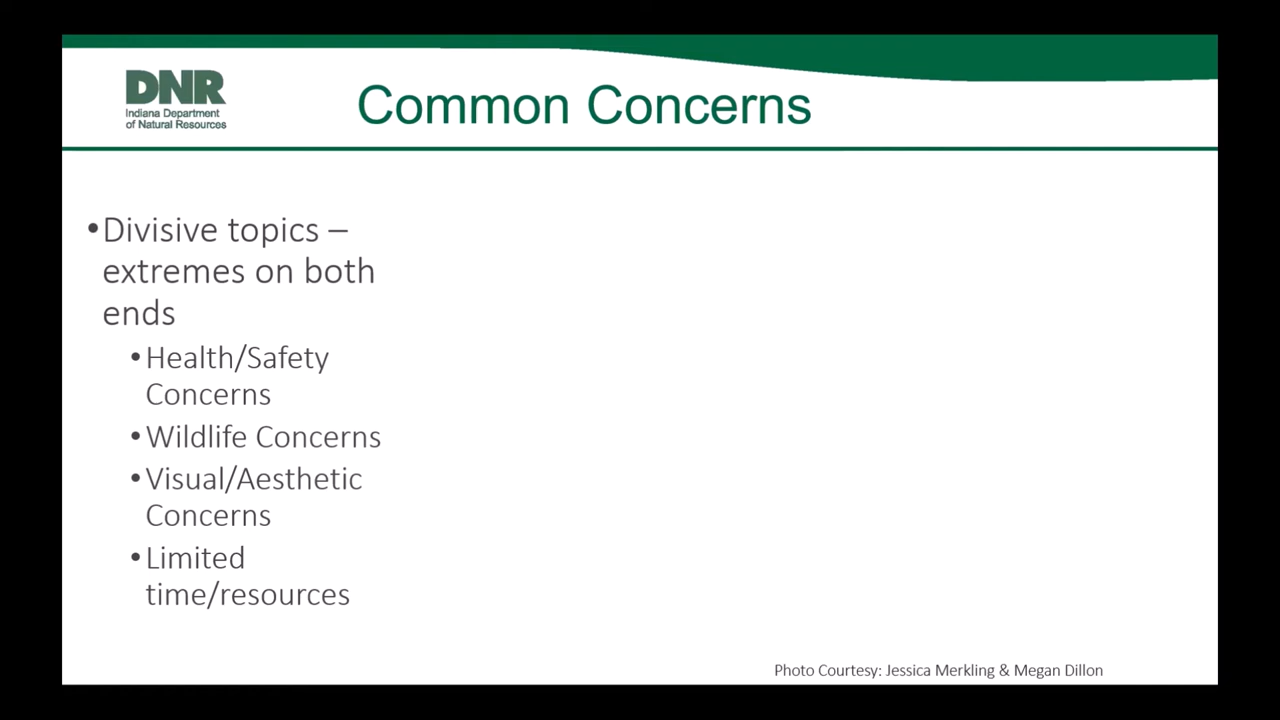 DNR
Indiana Department
of Natural Resources
Common Concerns
•Divisive topics –
extremes on both
ends
•Health/Safety
Concerns
•Wildlife Concerns
•Visual/Aesthetic
Concerns
•Limited
time/resources
Photo Courtesy: Jessica Merkling & Megan Dillon